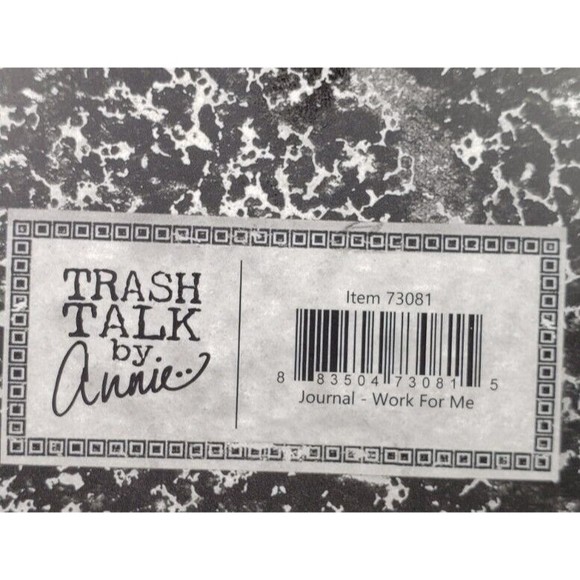 TRASH
TALK
by
Annie..
Item 73081
8 83504 73081 5
Journal - Work For Me